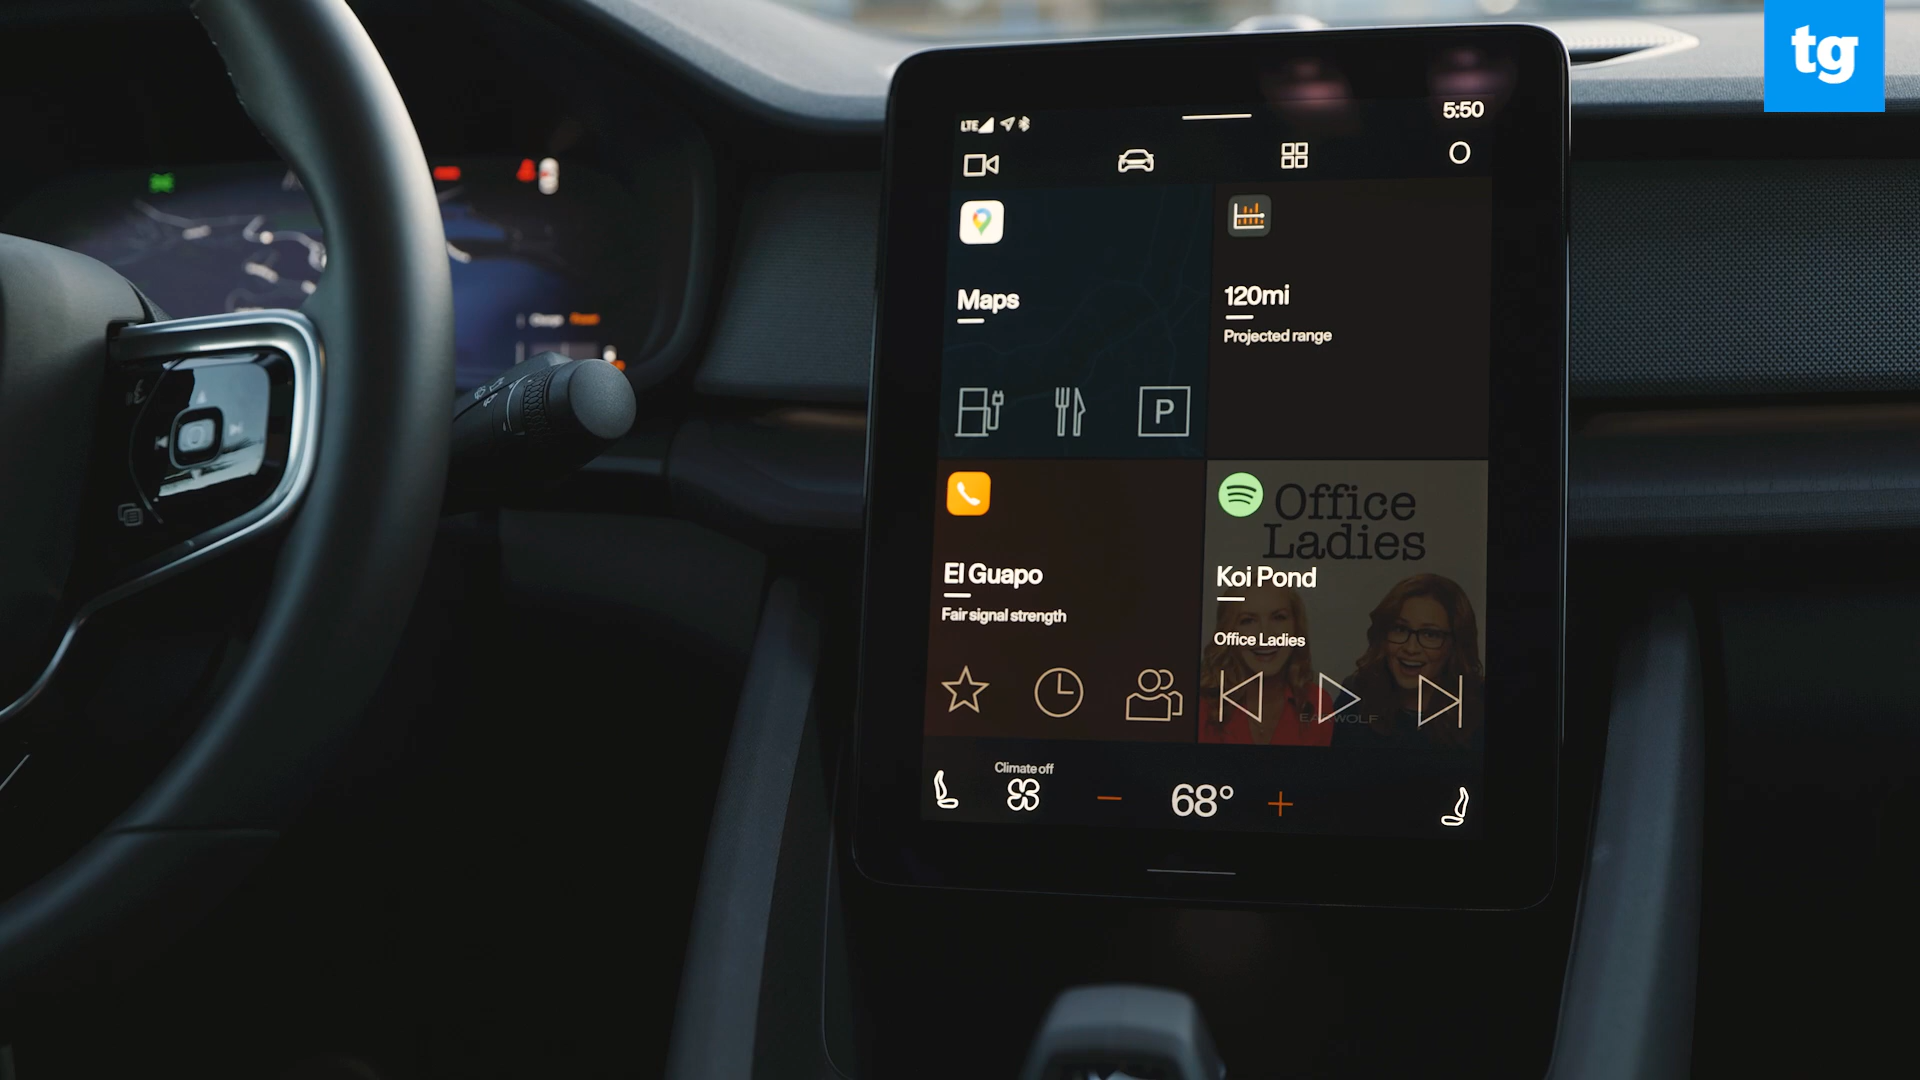 tg
5:50
LTE
Maps
120mi
Projected range
P
El Guapo
Fair signal strength
Office
Ladies
Koi Pond
Office Ladies
EARWOLF
Climate off
68°